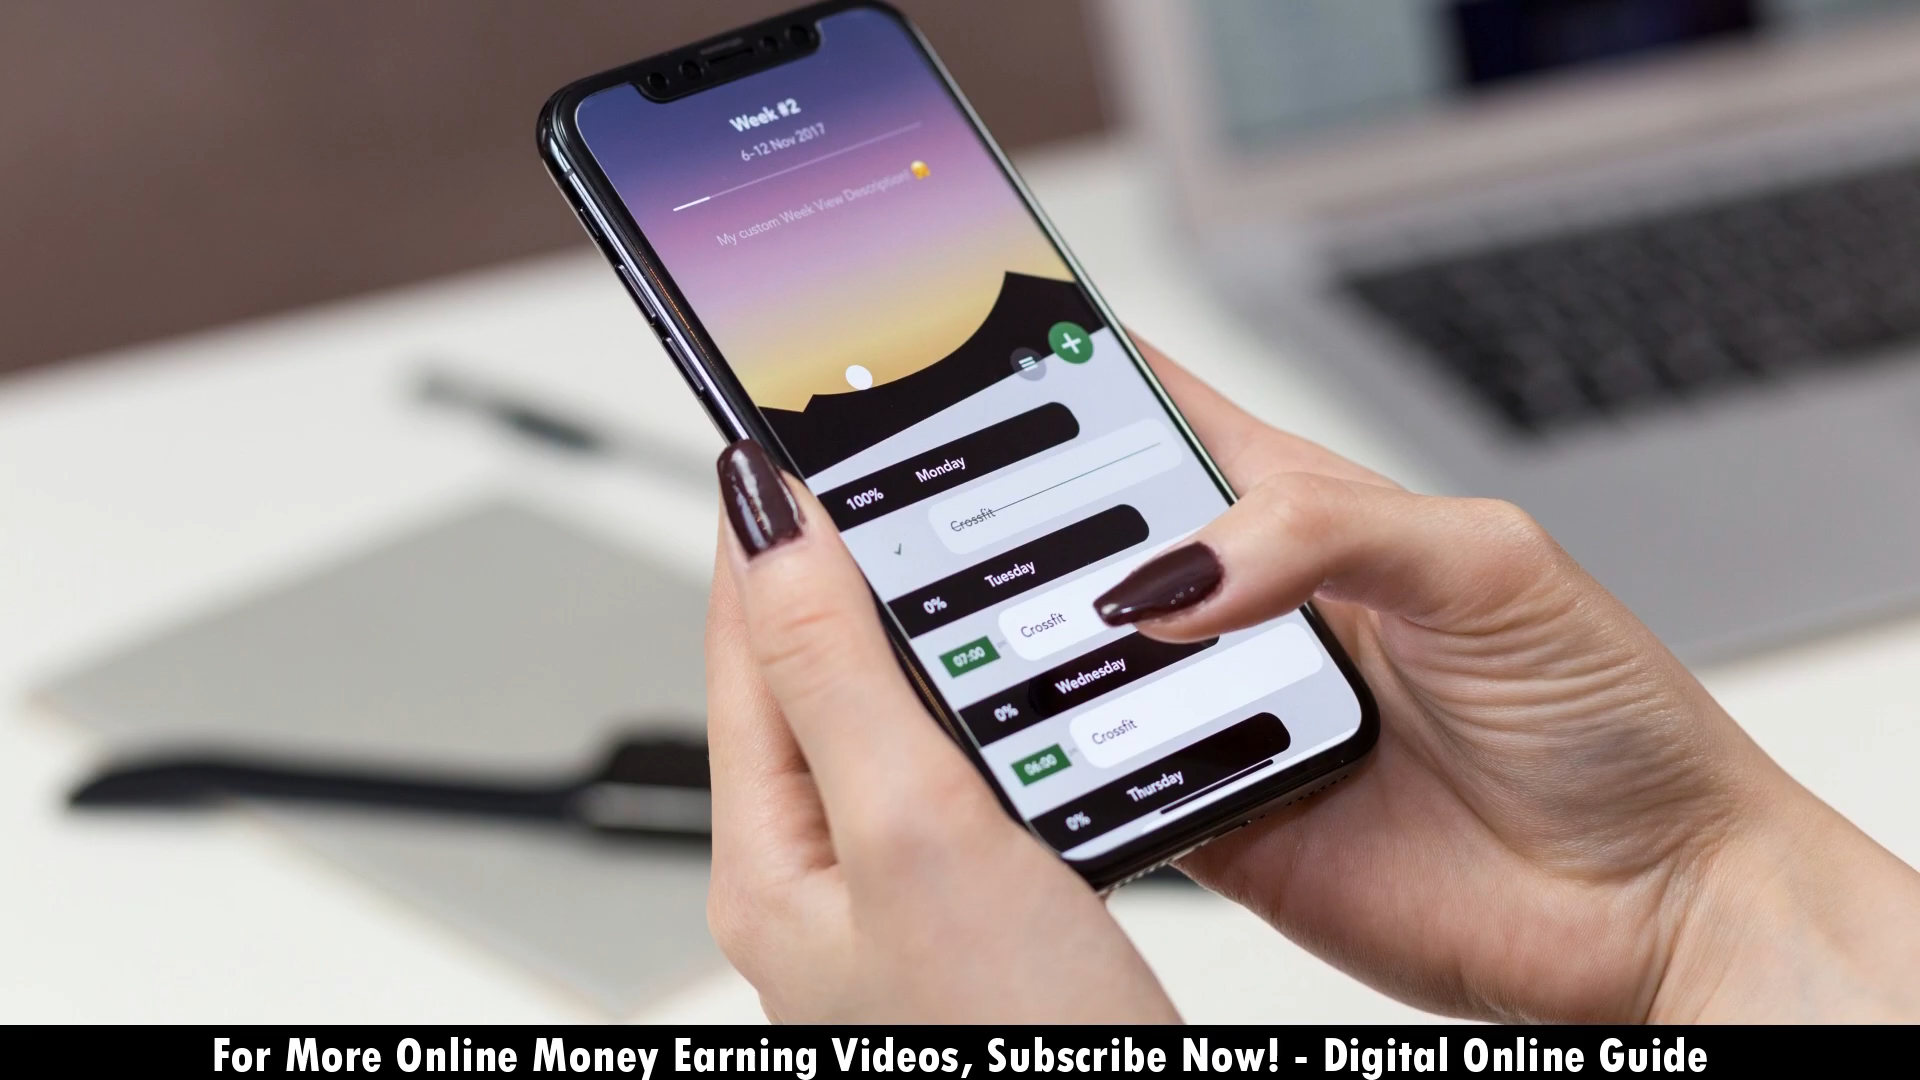 Week #2
6-12 Nov 2017
My custom Week View Description!
100% Monday
Crossfit
0% Tuesday
07:00 Crossfit
0% Wednesday
06:00 Crossfit
0% Thursday
For More Online Money Earning Videos, Subscribe Now! - Digital Online Guide